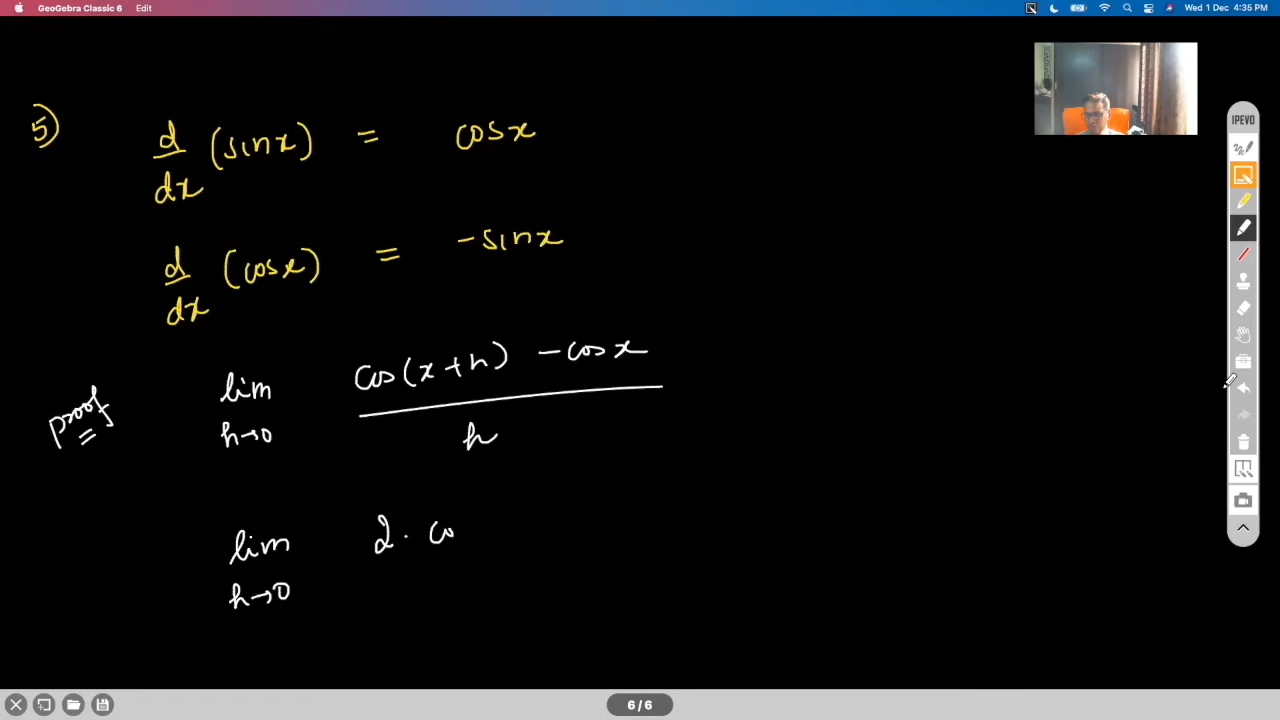 GeoGebra Classic 6 Edit Wed 1 Dec 4:35 PM
IPEVO
5) d/dx (sinx) = cosx
d/dx (cosx) = -sinx
proof lim h→0 cos(x+h) - cosx / h
lim h→0 2. co
6/6